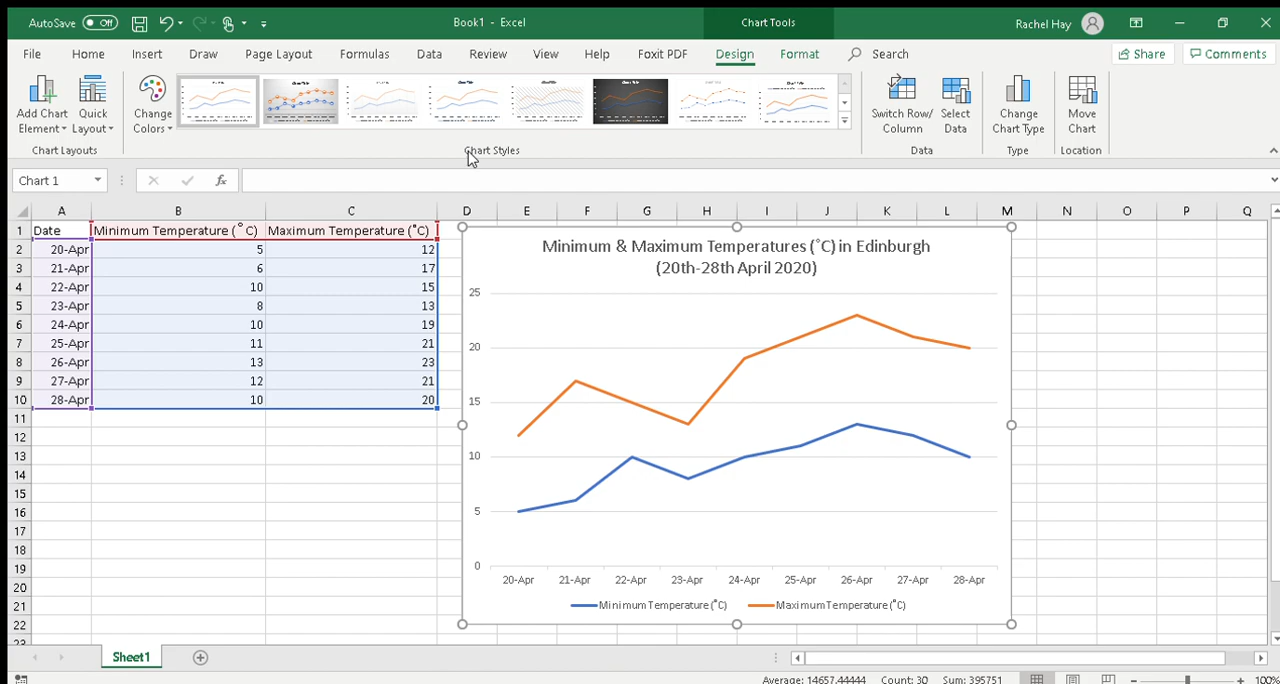 AutoSave Off Book1 - Excel Chart Tools Rachel Hay
File Home Insert Draw Page Layout Formulas Data Review View Help Foxit PDF Design Format Search Share Comments
Add Chart Element Quick Layout Change Colors Switch Row/ Column Select Data Change Chart Type Move Chart
Chart Layouts Chart Styles Data Type Location
Chart 1 fx
A B C D E F G H I J K L M N O P Q
1 Date Minimum Temperature (˚C) Maximum Temperature (˚C)
2 20-Apr 5 12
3 21-Apr 6 17
4 22-Apr 10 15
5 23-Apr 8 13
6 24-Apr 10 19
7 25-Apr 11 21
8 26-Apr 13 23
9 27-Apr 12 21
10 28-Apr 10 20
11
12
13
14
15
16
17
18
19
20
21
22
23
Minimum & Maximum Temperatures (˚C) in Edinburgh
(20th-28th April 2020)
25
20
15
10
5
0
20-Apr 21-Apr 22-Apr 23-Apr 24-Apr 25-Apr 26-Apr 27-Apr 28-Apr
Minimum Temperature (˚C) Maximum Temperature (˚C)
Sheet1
Average: 14657.44444 Count: 30 Sum: 395751 100%